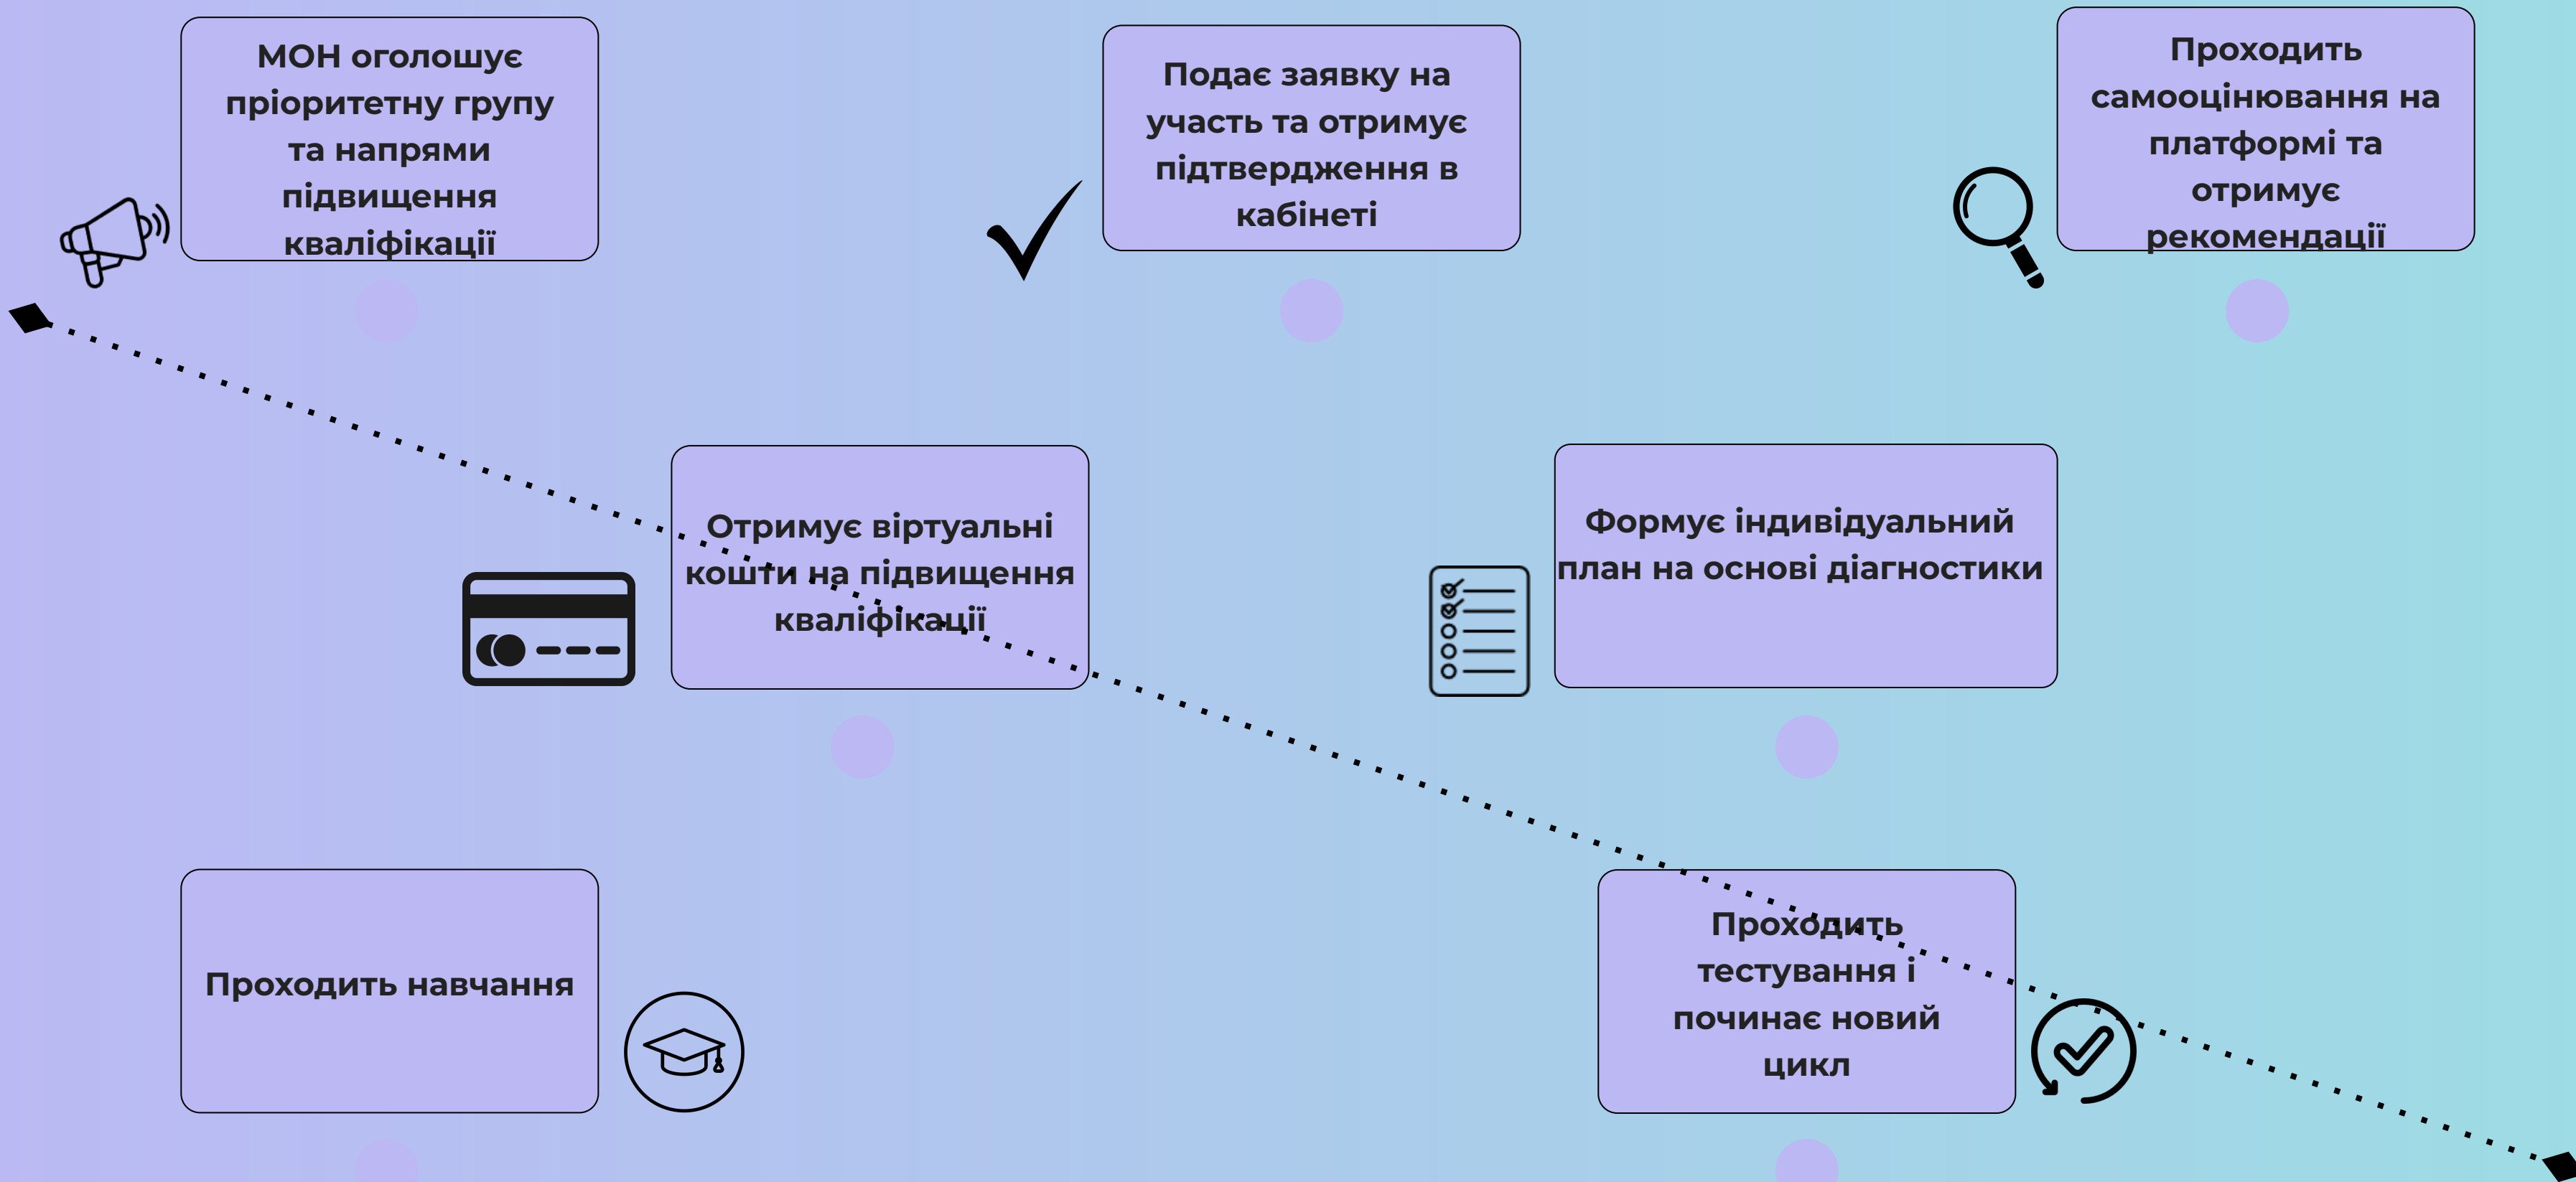 МОН оголошує
пріоритетну групу
та напрями
підвищення
кваліфікації
Подає заявку на
участь та отримує
підтвердження в
кабінеті
Проходить
самооцінювання на
платформі та
отримує
рекомендації
Отримує віртуальні
кошти на підвищення
кваліфікації
Формує індивідуальний
план на основі діагностики
Проходить навчання
Проходить
тестування і
починає новий
цикл